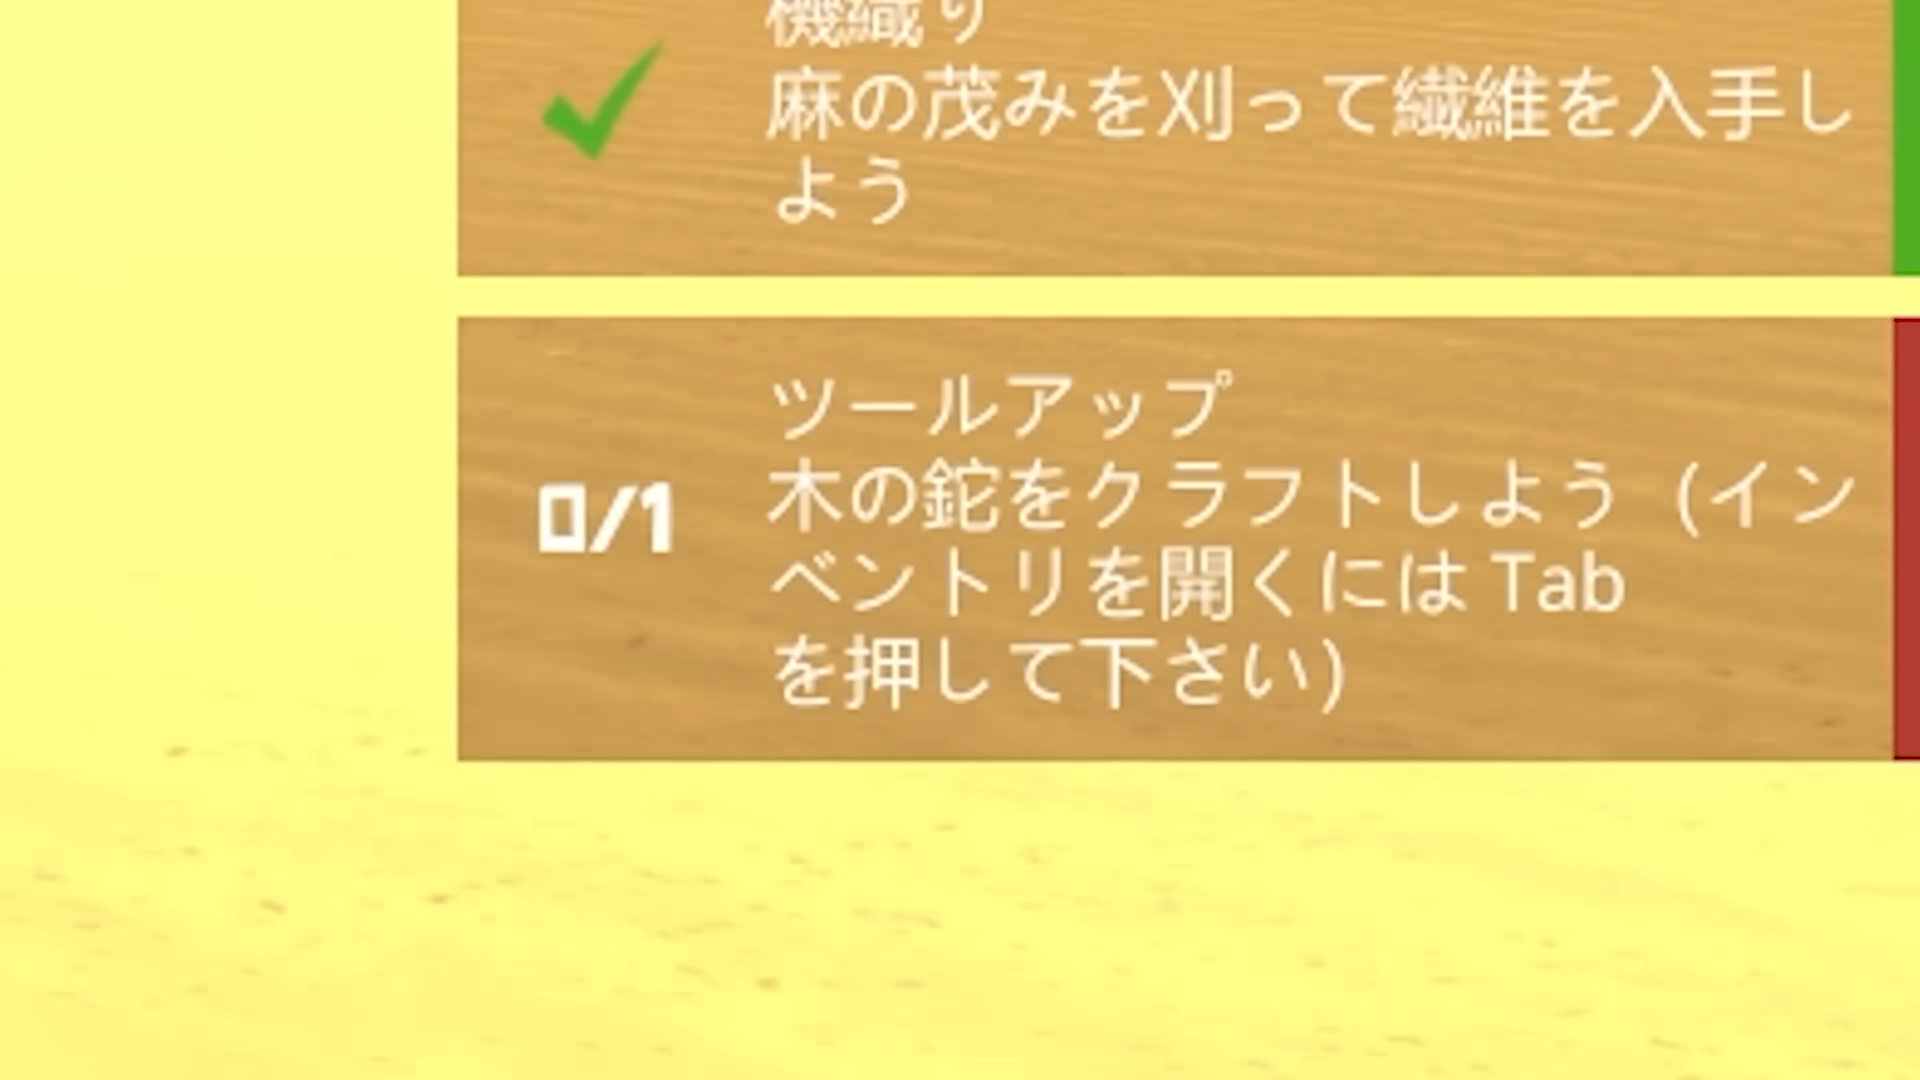 機織り
麻の茂みを刈って繊維を入手し
よう
ツールアップ
0/1
木の鉈をクラフトしよう (イン
ベントリを開くには Tab
を押して下さい)